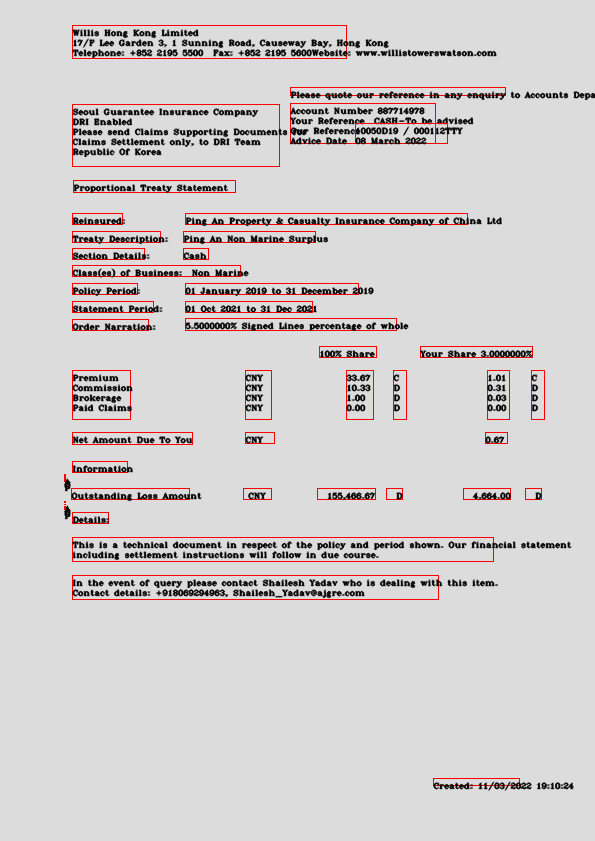 Willis Hong Kong Limited
17/F Lee Garden 3, 1 Sunning Road, Causeway Bay, Hong Kong
Telephone: +852 2195 5500 Fax: +852 2195 5600Website: www.willistowerswatson.com
Please quote our reference in any enquiry to Accounts Depa
Seoul Guarantee Insurance Company
DRI Enabled
Please send Claims Supporting Documents for
Claims Settlement only, to DRI Team
Republic Of Korea
Account Number 887714978
Your Reference CASH-To be advised
Our Reference 10050D19 / 000112TTY
Advice Date 08 March 2022
Proportional Treaty Statement
Reinsured: Ping An Property & Casualty Insurance Company of China Ltd
Treaty Description: Ping An Non Marine Surplus
Section Details: Cash
Class(es) of Business: Non Marine
Policy Period: 01 January 2019 to 31 December 2019
Statement Period: 01 Oct 2021 to 31 Dec 2021
Order Narration: 5.5000000% Signed Lines percentage of whole
100% Share Your Share 3.0000000%
Premium CNY 33.67 C 1.01 C
Commission CNY 10.33 D 0.31 D
Brokerage CNY 1.00 D 0.03 D
Paid Claims CNY 0.00 D 0.00 D
Net Amount Due To You CNY 0.67
Information
Outstanding Loss Amount CNY 155,466.67 D 4,664.00 D
Details:
This is a technical document in respect of the policy and period shown. Our financial statement
including settlement instructions will follow in due course.
In the event of query please contact Shailesh Yadav who is dealing with this item.
Contact details: +918069294963, Shailesh_Yadav@ajgre.com
Created: 11/03/2022 19:10:24